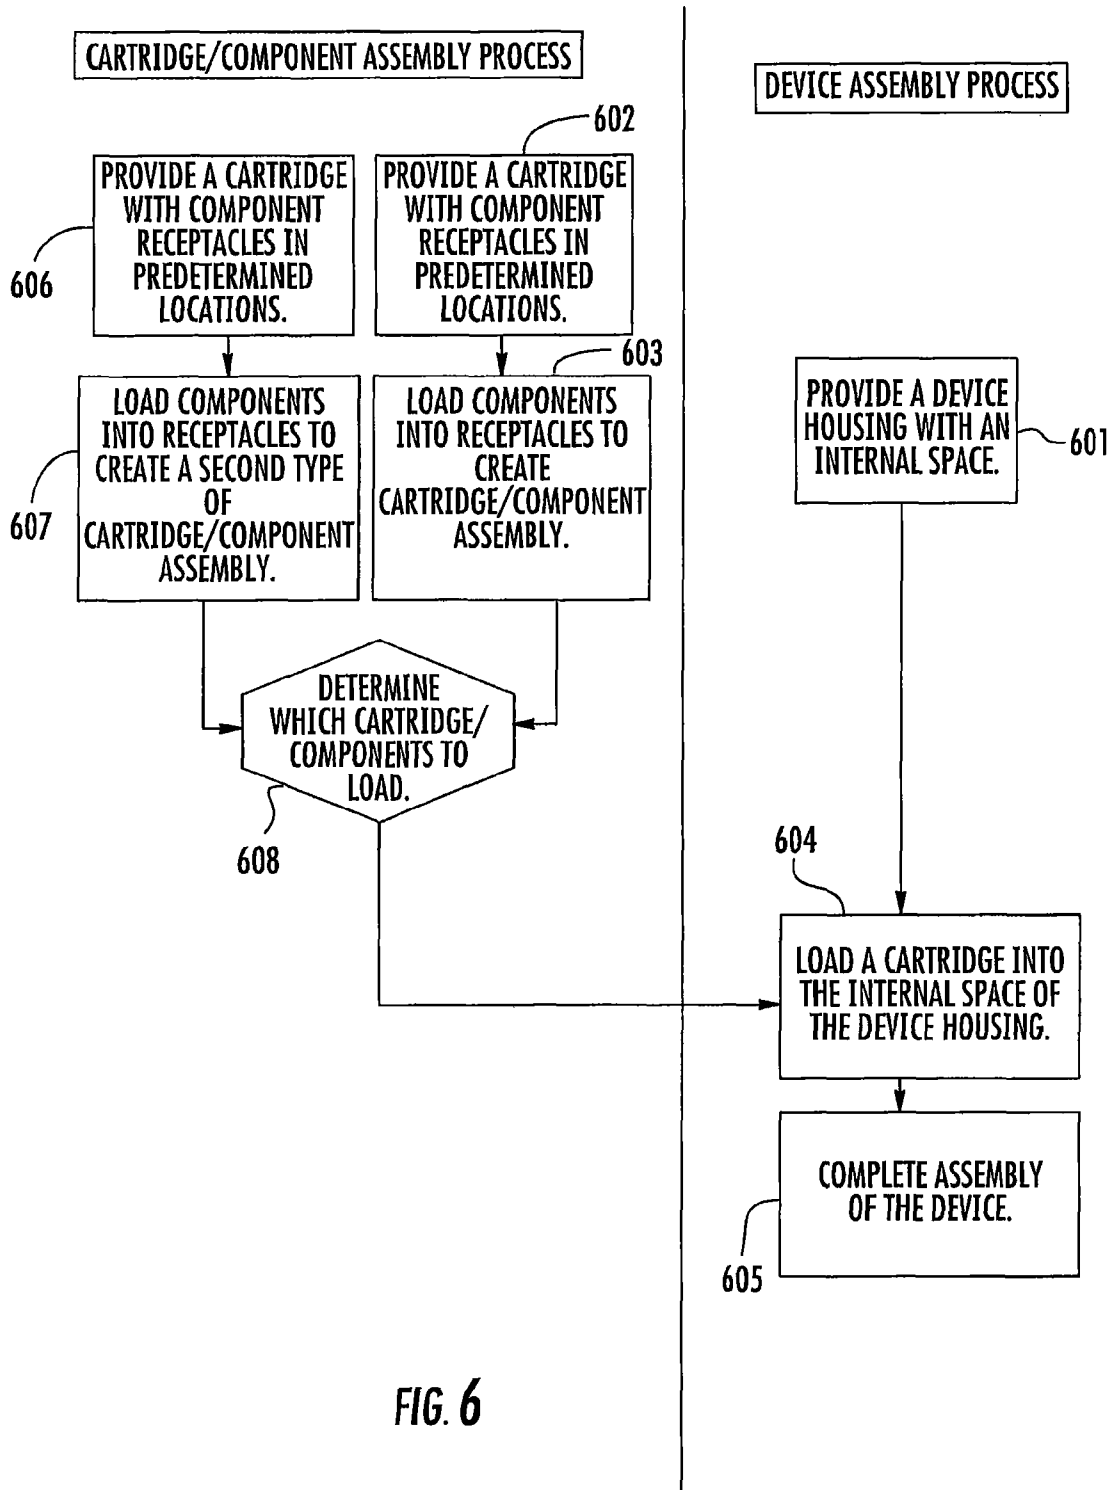 CARTRIDGE/COMPONENT ASSEMBLY PROCESS
DEVICE ASSEMBLY PROCESS
602
PROVIDE A CARTRIDGE
WITH COMPONENT
RECEPTACLES IN
PREDETERMINED
LOCATIONS.
606
PROVIDE A CARTRIDGE
WITH COMPONENT
RECEPTACLES IN
PREDETERMINED
LOCATIONS.
603
LOAD COMPONENTS
INTO RECEPTACLES TO
CREATE A SECOND TYPE
OF
CARTRIDGE/COMPONENT
ASSEMBLY.
607
LOAD COMPONENTS
INTO RECEPTACLES TO
CREATE
CARTRIDGE/COMPONENT
ASSEMBLY.
PROVIDE A DEVICE
HOUSING WITH AN
INTERNAL SPACE.
601
DETERMINE
WHICH CARTRIDGE/
COMPONENTS TO
LOAD.
608
604
LOAD A CARTRIDGE INTO
THE INTERNAL SPACE OF
THE DEVICE HOUSING.
COMPLETE ASSEMBLY
OF THE DEVICE.
605
FIG. 6